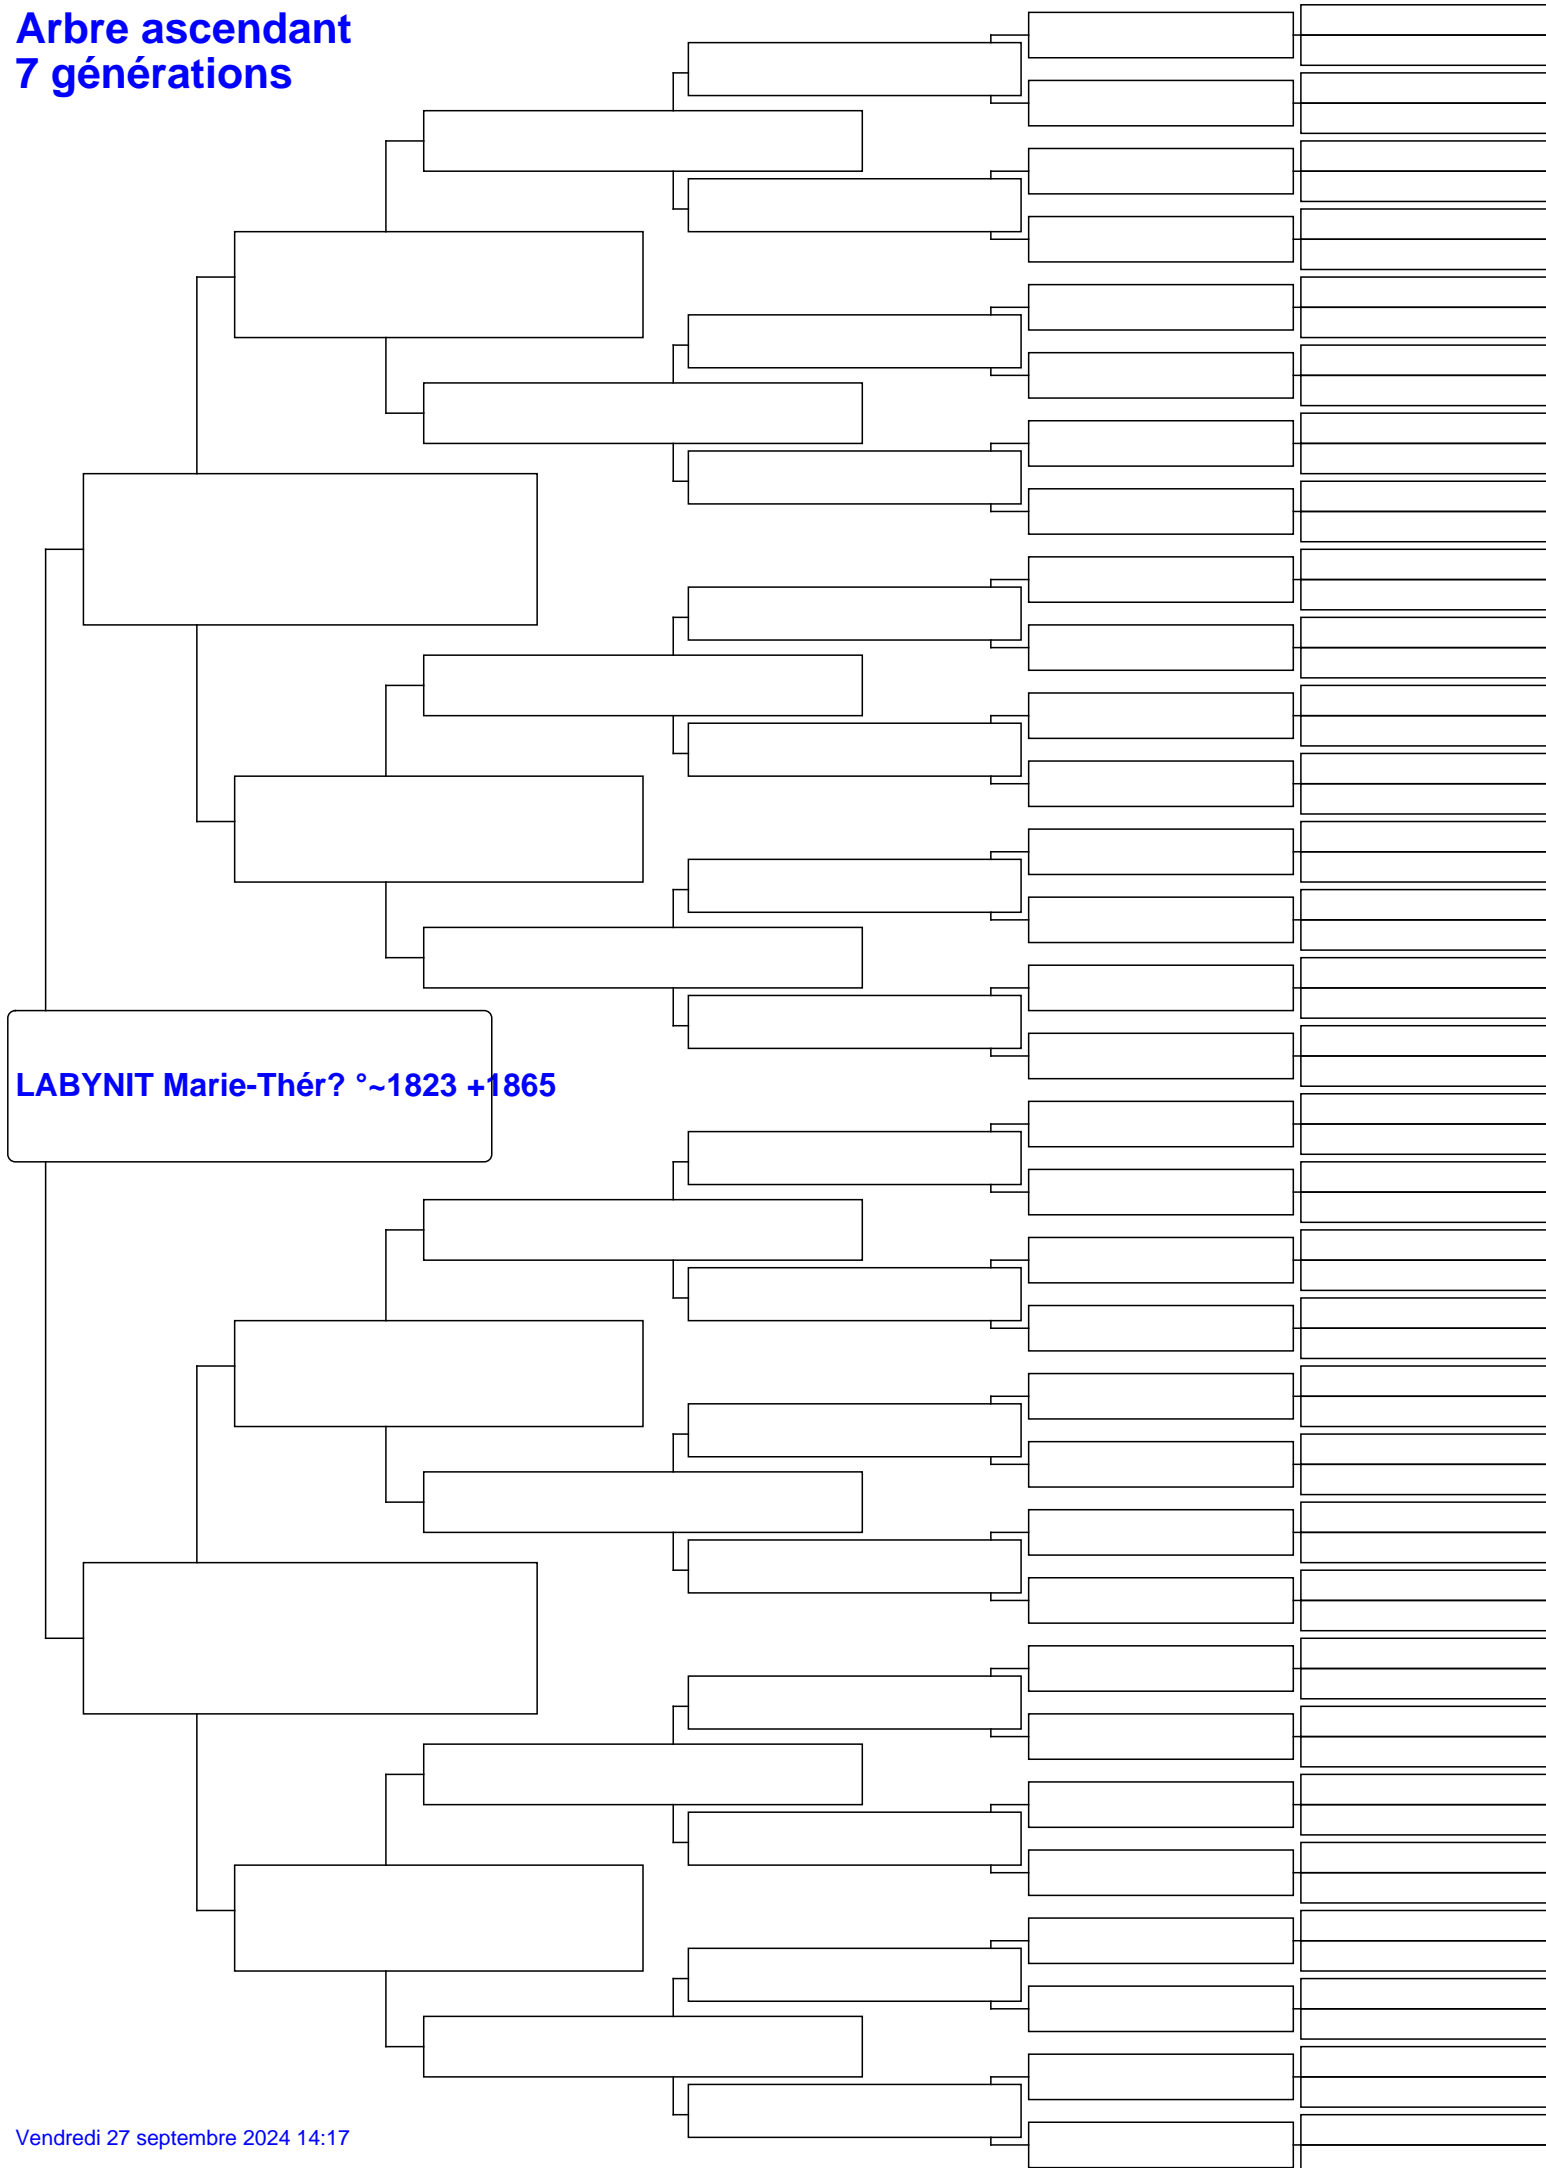 Arbre ascendant
7 générations
LABYNIT Marie-Thér? °~1823 +1865
Vendredi 27 septembre 2024 14:17